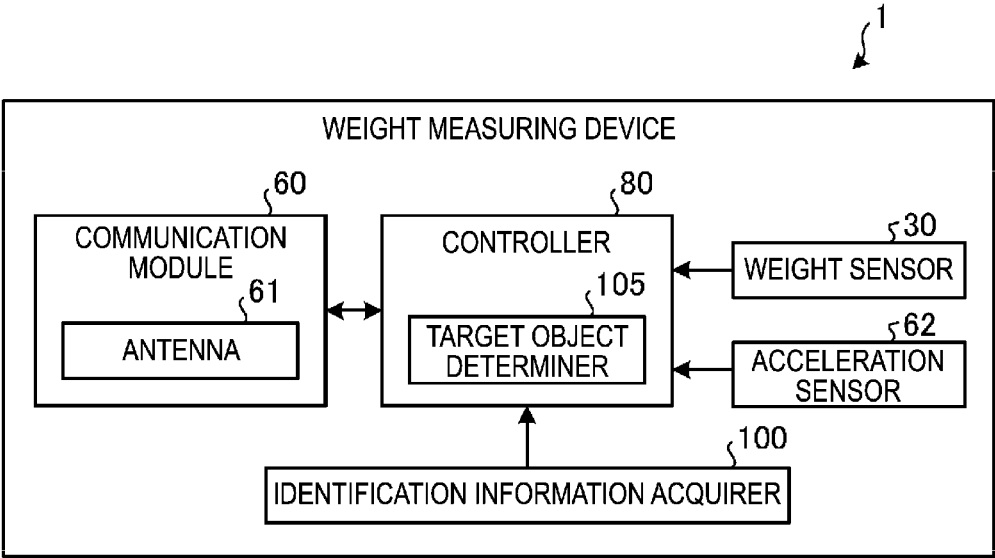 1
WEIGHT MEASURING DEVICE
60
COMMUNICATION
MODULE
61
ANTENNA
80
CONTROLLER
105
TARGET OBJECT
DETERMINER
30
WEIGHT SENSOR
62
ACCELERATION
SENSOR
100
IDENTIFICATION INFORMATION ACQUIRER